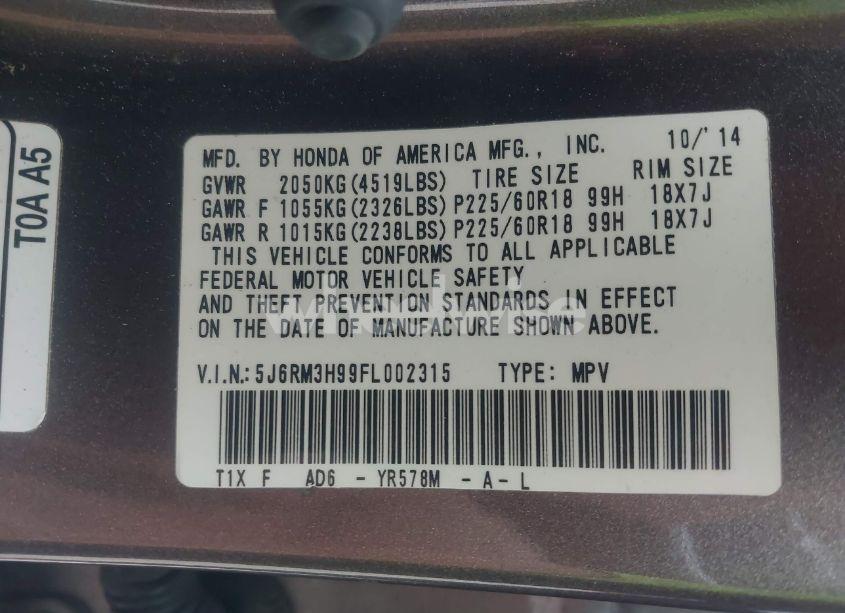 T0A A5
MFD. BY HONDA OF AMERICA MFG., INC. 10/'14
GVWR 2050KG(4519LBS) TIRE SIZE RIM SIZE
GAWR F 1055KG(2326LBS) P225/60R18 99H 18X7J
GAWR R 1015KG(2238LBS) P225/60R18 99H 18X7J
THIS VEHICLE CONFORMS TO ALL APPLICABLE
FEDERAL MOTOR VEHICLE SAFETY
AND THEFT PREVENTION STANDARDS IN EFFECT
ON THE DATE OF MANUFACTURE SHOWN ABOVE.
V.I.N.: 5J6RM3H99FL002315 TYPE: MPV
T1X F AD6 - YR578M - A - L